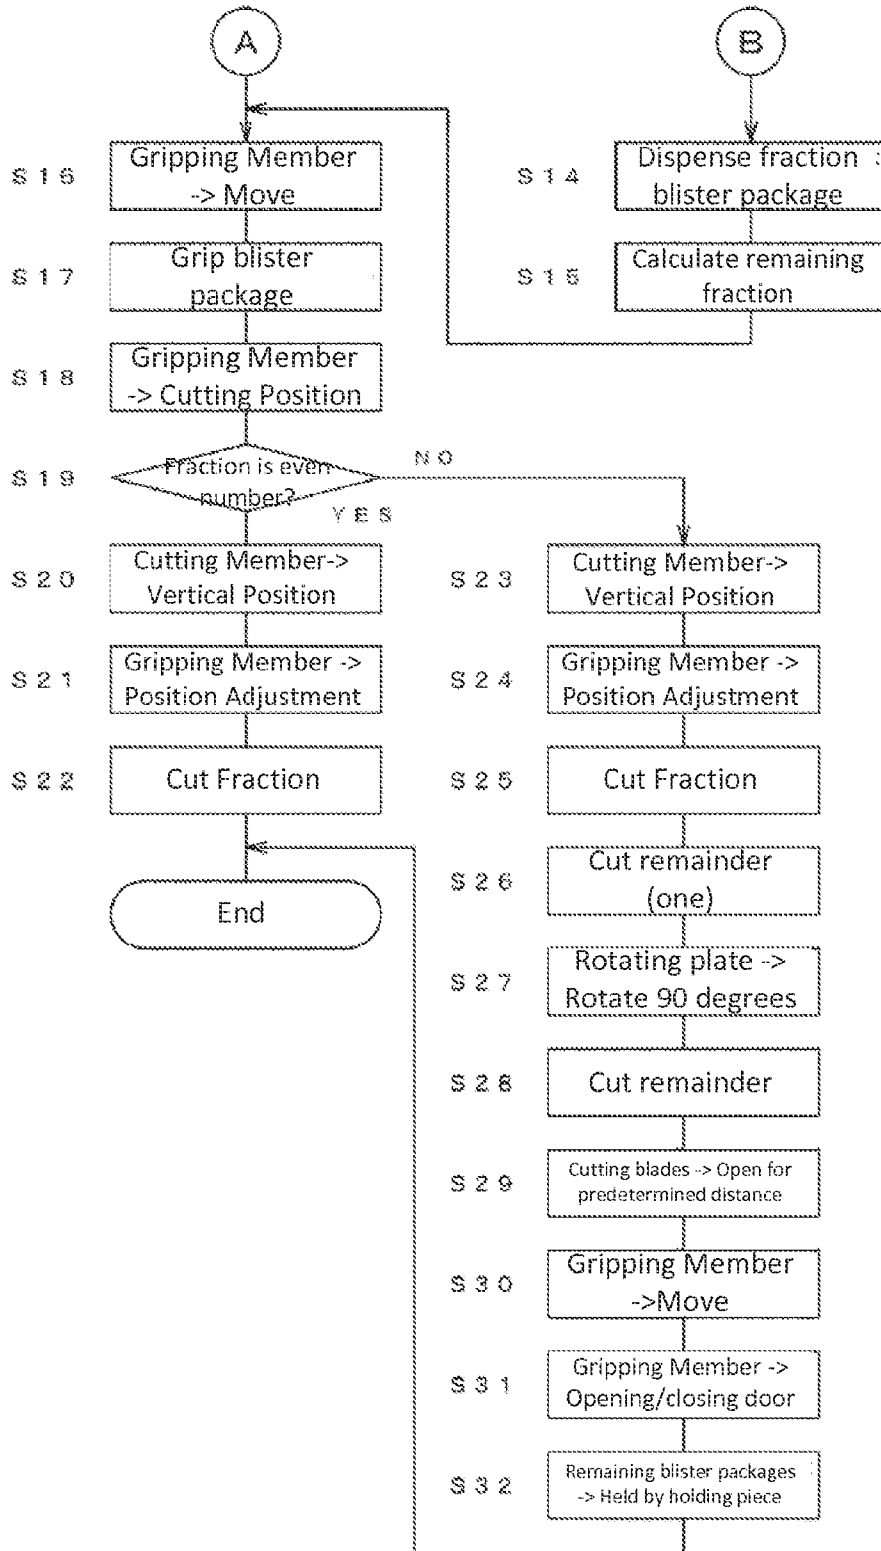 A
B
S16
Gripping Member
-> Move
S14
Dispense fraction
blister package
S17
Grip blister
package
S15
Calculate remaining
fraction
S18
Gripping Member
-> Cutting Position
S19
Fraction is even
number?
NO
YES
S20
Cutting Member->
Vertical Position
S23
Cutting Member->
Vertical Position
S21
Gripping Member ->
Position Adjustment
S24
Gripping Member ->
Position Adjustment
S22
Cut Fraction
S25
Cut Fraction
End
S26
Cut remainder
(one)
S27
Rotating plate ->
Rotate 90 degrees
S28
Cut remainder
S29
Cutting blades -> Open for
predetermined distance
S30
Gripping Member
->Move
S31
Gripping Member ->
Opening/closing door
S32
Remaining blister packages
-> Held by holding piece